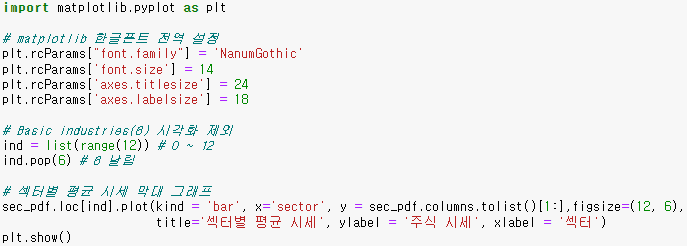 import matplotlib.pyplot as plt
# matplotlib 한글폰트 전역 설정
plt.rcParams["font.family"] = 'NanumGothic'
plt.rcParams['font.size'] = 14
plt.rcParams['axes.titlesize'] = 24
plt.rcParams['axes.labelsize'] = 18
# Basic industries(6) 시각화 제외
ind = list(range(12)) # 0 ~ 12
ind.pop(6) # 6 날림
# 섹터별 평균 시세 막대 그래프
sec_pdf.loc[ind].plot(kind = 'bar', x='sector', y = sec_pdf.columns.tolist()[1:],figsize=(12, 6),
title='섹터별 평균 시세', ylabel = '주식 시세', xlabel = '섹터')
plt.show()